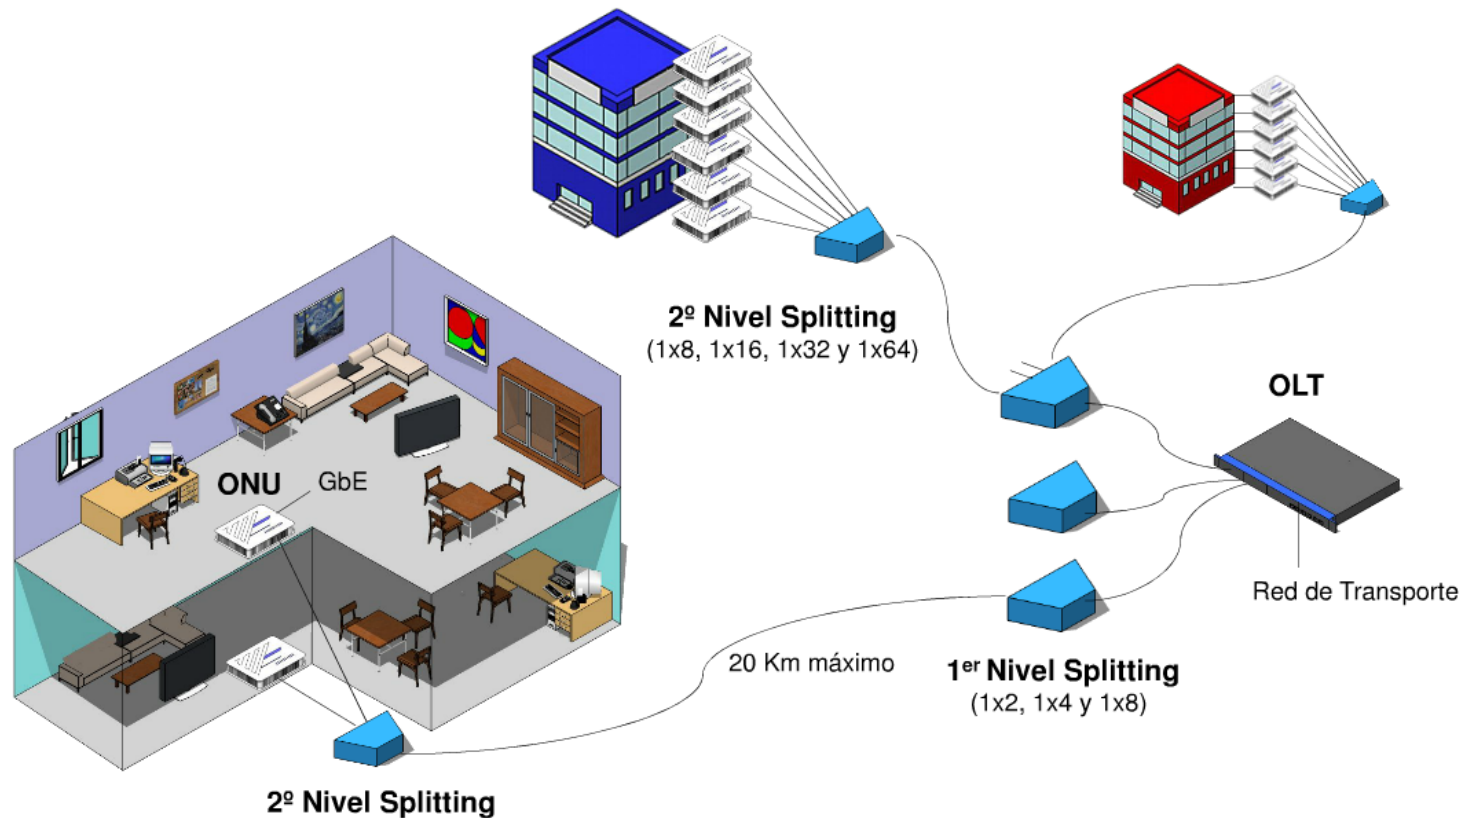 2º Nivel Splitting
(1x8, 1x16, 1x32 y 1x64)
OLT
ONU
GbE
Red de Transporte
20 Km máximo
1er Nivel Splitting
(1x2, 1x4 y 1x8)
2º Nivel Splitting